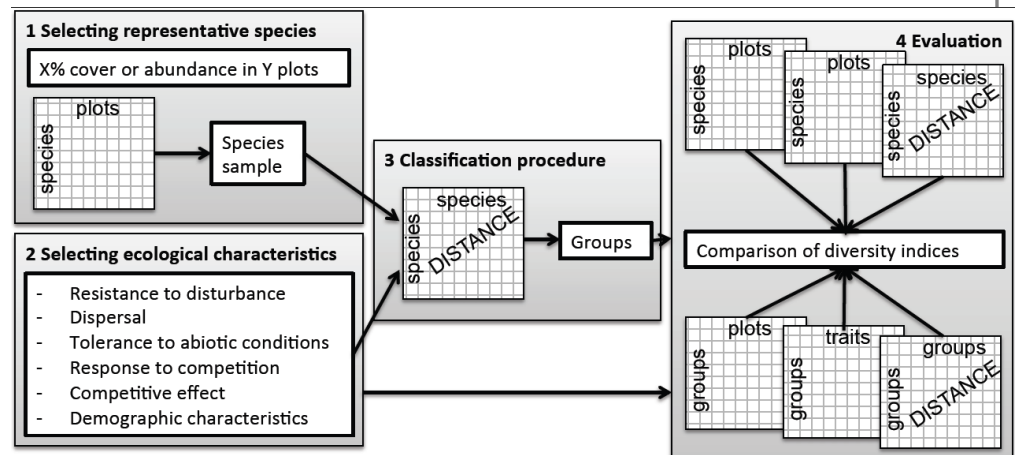 1 Selecting representative species
X% cover or abundance in Y plots
plots
species
Species
sample
2 Selecting ecological characteristics
- Resistance to disturbance
- Dispersal
- Tolerance to abiotic conditions
- Response to competition
- Competitive effect
- Demographic characteristics
3 Classification procedure
species
species
DISTANCE
Groups
4 Evaluation
plots
species
plots
species
species
species
DISTANCE
Comparison of diversity indices
plots
groups
traits
groups
groups
groups
DISTANCE